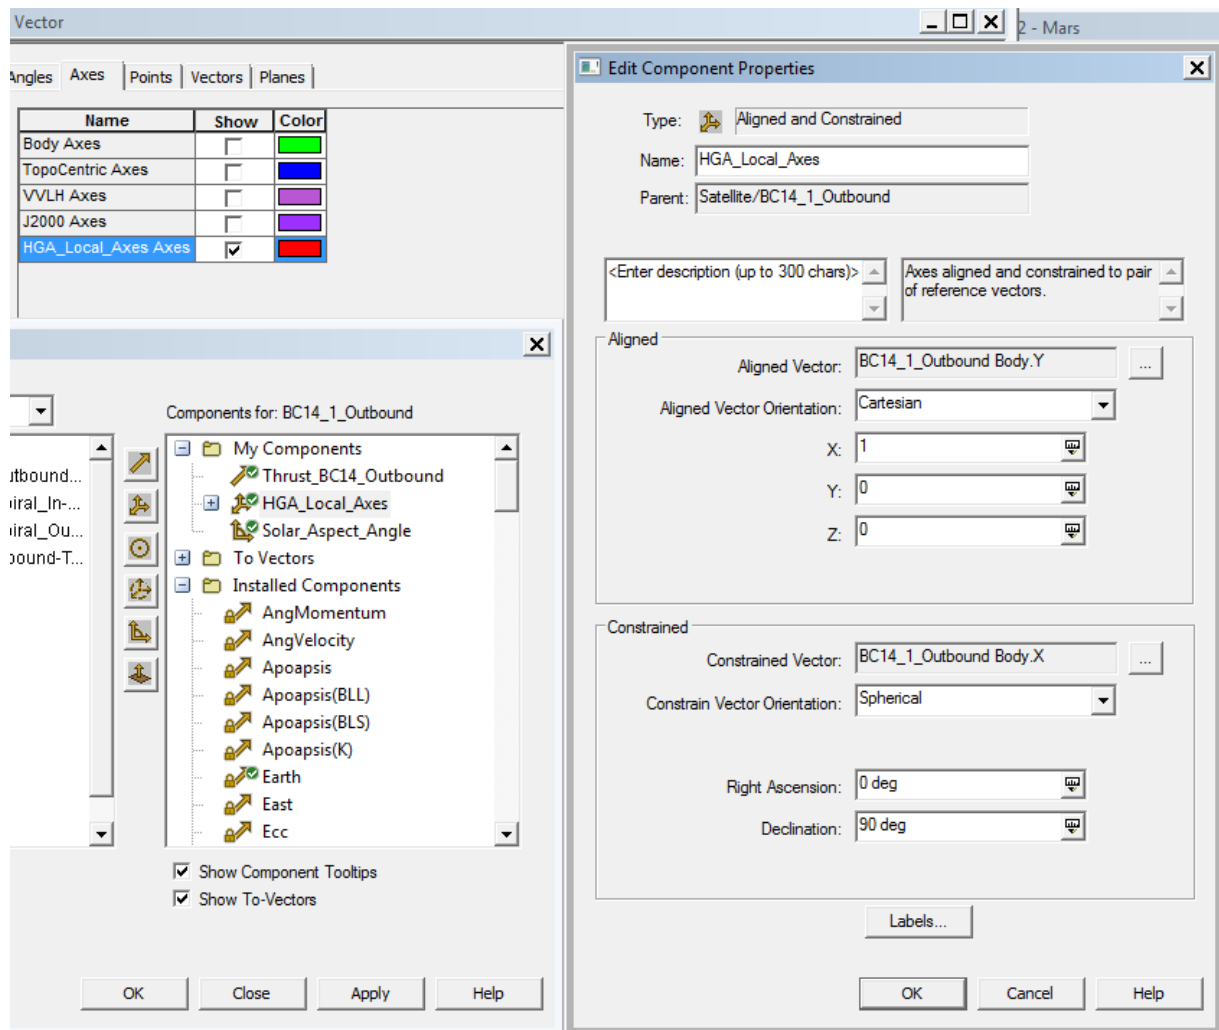 Vector
2 - Mars
Angles Axes Points Vectors Planes
Name Show Color
Body Axes
TopoCentric Axes
VVLH Axes
J2000 Axes
HGA_Local_Axes Axes
Components for: BC14_1_Outbound
utbound...
piral_In-...
piral_Ou...
bound-T...
My Components
Thrust_BC14_Outbound
HGA_Local_Axes
Solar_Aspect_Angle
To Vectors
Installed Components
AngMomentum
AngVelocity
Apoapsis
Apoapsis(BLL)
Apoapsis(BLS)
Apoapsis(K)
Earth
East
Ecc
Show Component Tooltips
Show To-Vectors
OK Close Apply Help
Edit Component Properties
Type: Aligned and Constrained
Name: HGA_Local_Axes
Parent: Satellite/BC14_1_Outbound
<Enter description (up to 300 chars)>
Axes aligned and constrained to pair
of reference vectors.
Aligned
Aligned Vector: BC14_1_Outbound Body.Y ...
Aligned Vector Orientation: Cartesian
X: 1
Y: 0
Z: 0
Constrained
Constrained Vector: BC14_1_Outbound Body.X ...
Constrain Vector Orientation: Spherical
Right Ascension: 0 deg
Declination: 90 deg
Labels...
OK Cancel Help